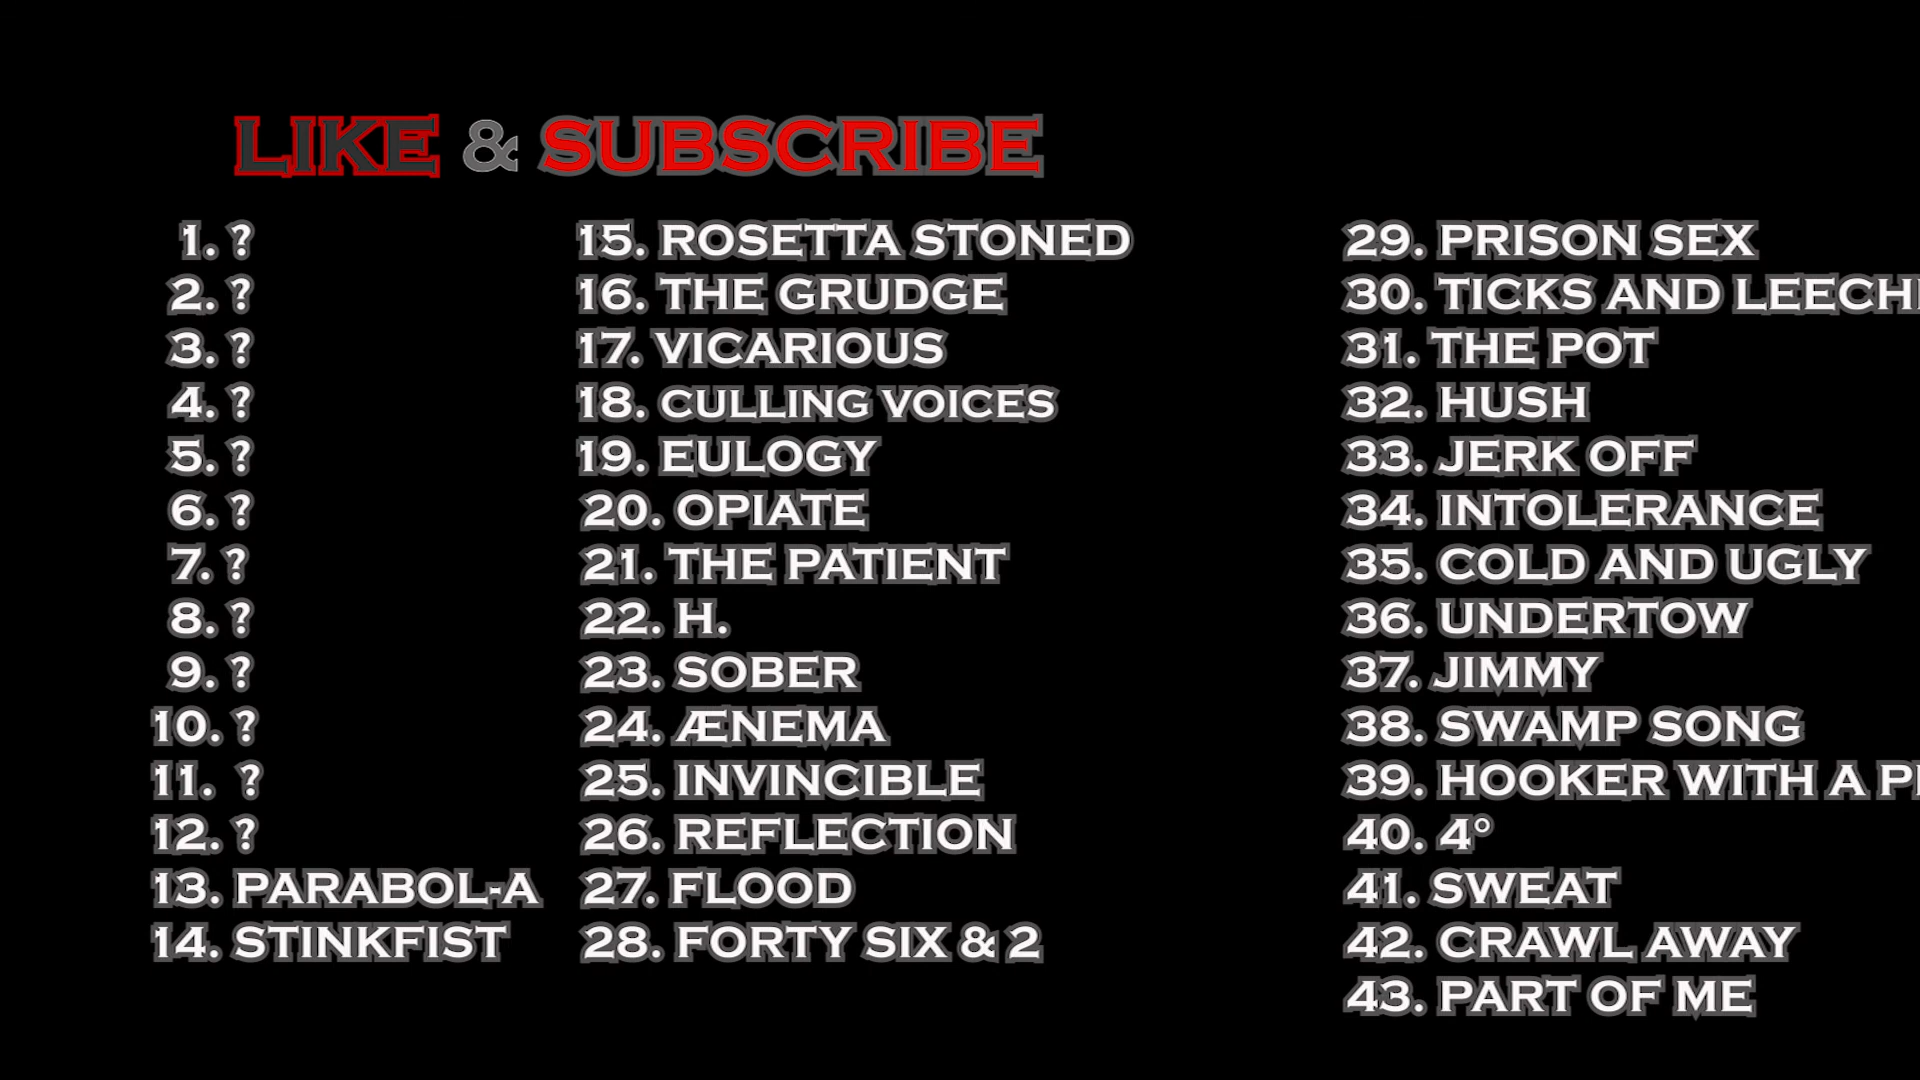 LIKE & SUBSCRIBE
1. ?
2. ?
3. ?
4. ?
5. ?
6. ?
7. ?
8. ?
9. ?
10. ?
11. ?
12. ?
13. PARABOL-A
14. STINKFIST
15. ROSETTA STONED
16. THE GRUDGE
17. VICARIOUS
18. CULLING VOICES
19. EULOGY
20. OPIATE
21. THE PATIENT
22. H.
23. SOBER
24. ÆNEMA
25. INVINCIBLE
26. REFLECTION
27. FLOOD
28. FORTY SIX & 2
29. PRISON SEX
30. TICKS AND
31. THE POT
32. HUSH
33. JERK OFF
34. INTOLERANCE
35. COLD AND UGLY
36. UNDERTOW
37. JIMMY
38. SWAMP SONG
39. HOOKER WITH A
40. 4°
41. SWEAT
42. CRAWL AWAY
43. PART OF ME